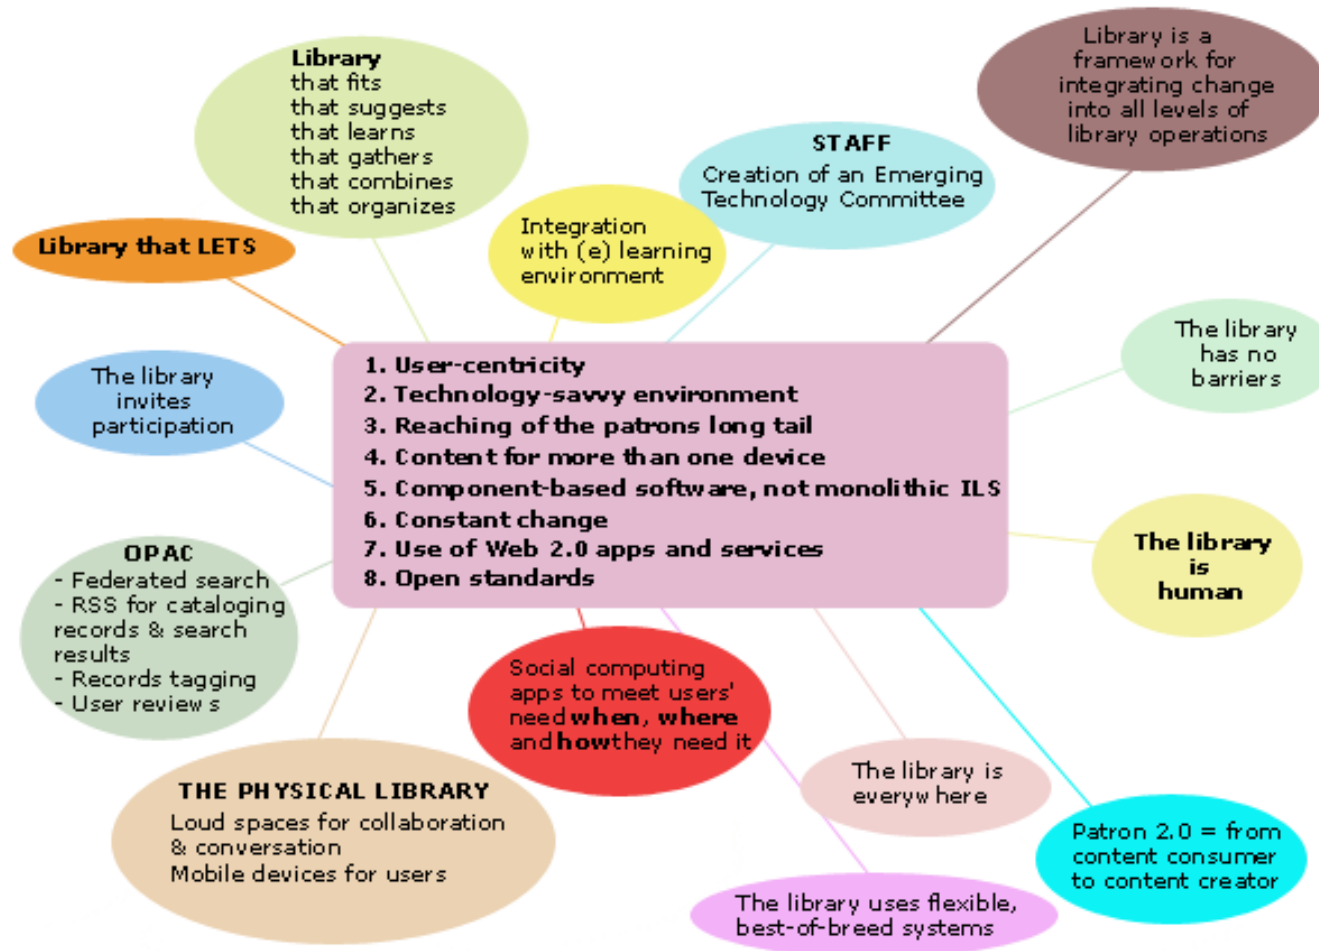 Library
that fits
that suggests
that learns
that gathers
that combines
that organizes
Library is a
framework for
integrating change
into all levels of
library operations
STAFF
Creation of an Emerging
Technology Committee
Integration
with (e) learning
environment
Library that LETS
The library
has no
barriers
The library
invites
participation
1. User-centricity
2. Technology-savvy environment
3. Reaching of the patrons long tail
4. Content for more than one device
5. Component-based software, not monolithic ILS
6. Constant change
7. Use of Web 2.0 apps and services
8. Open standards
The library
is
human
OPAC
- Federated search
- RSS for cataloging
records & search
results
- Records tagging
- User reviews
Social computing
apps to meet users'
need when, where
and how they need it
THE PHYSICAL LIBRARY
Loud spaces for collaboration
& conversation
Mobile devices for users
The library is
everywhere
Patron 2.0 = from
content consumer
to content creator
The library uses flexible,
best-of-breed systems